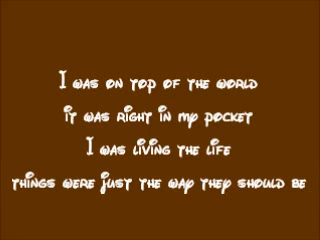 I was on top of the world
it was right in my pocket
I was living the life
things were just the way they should be